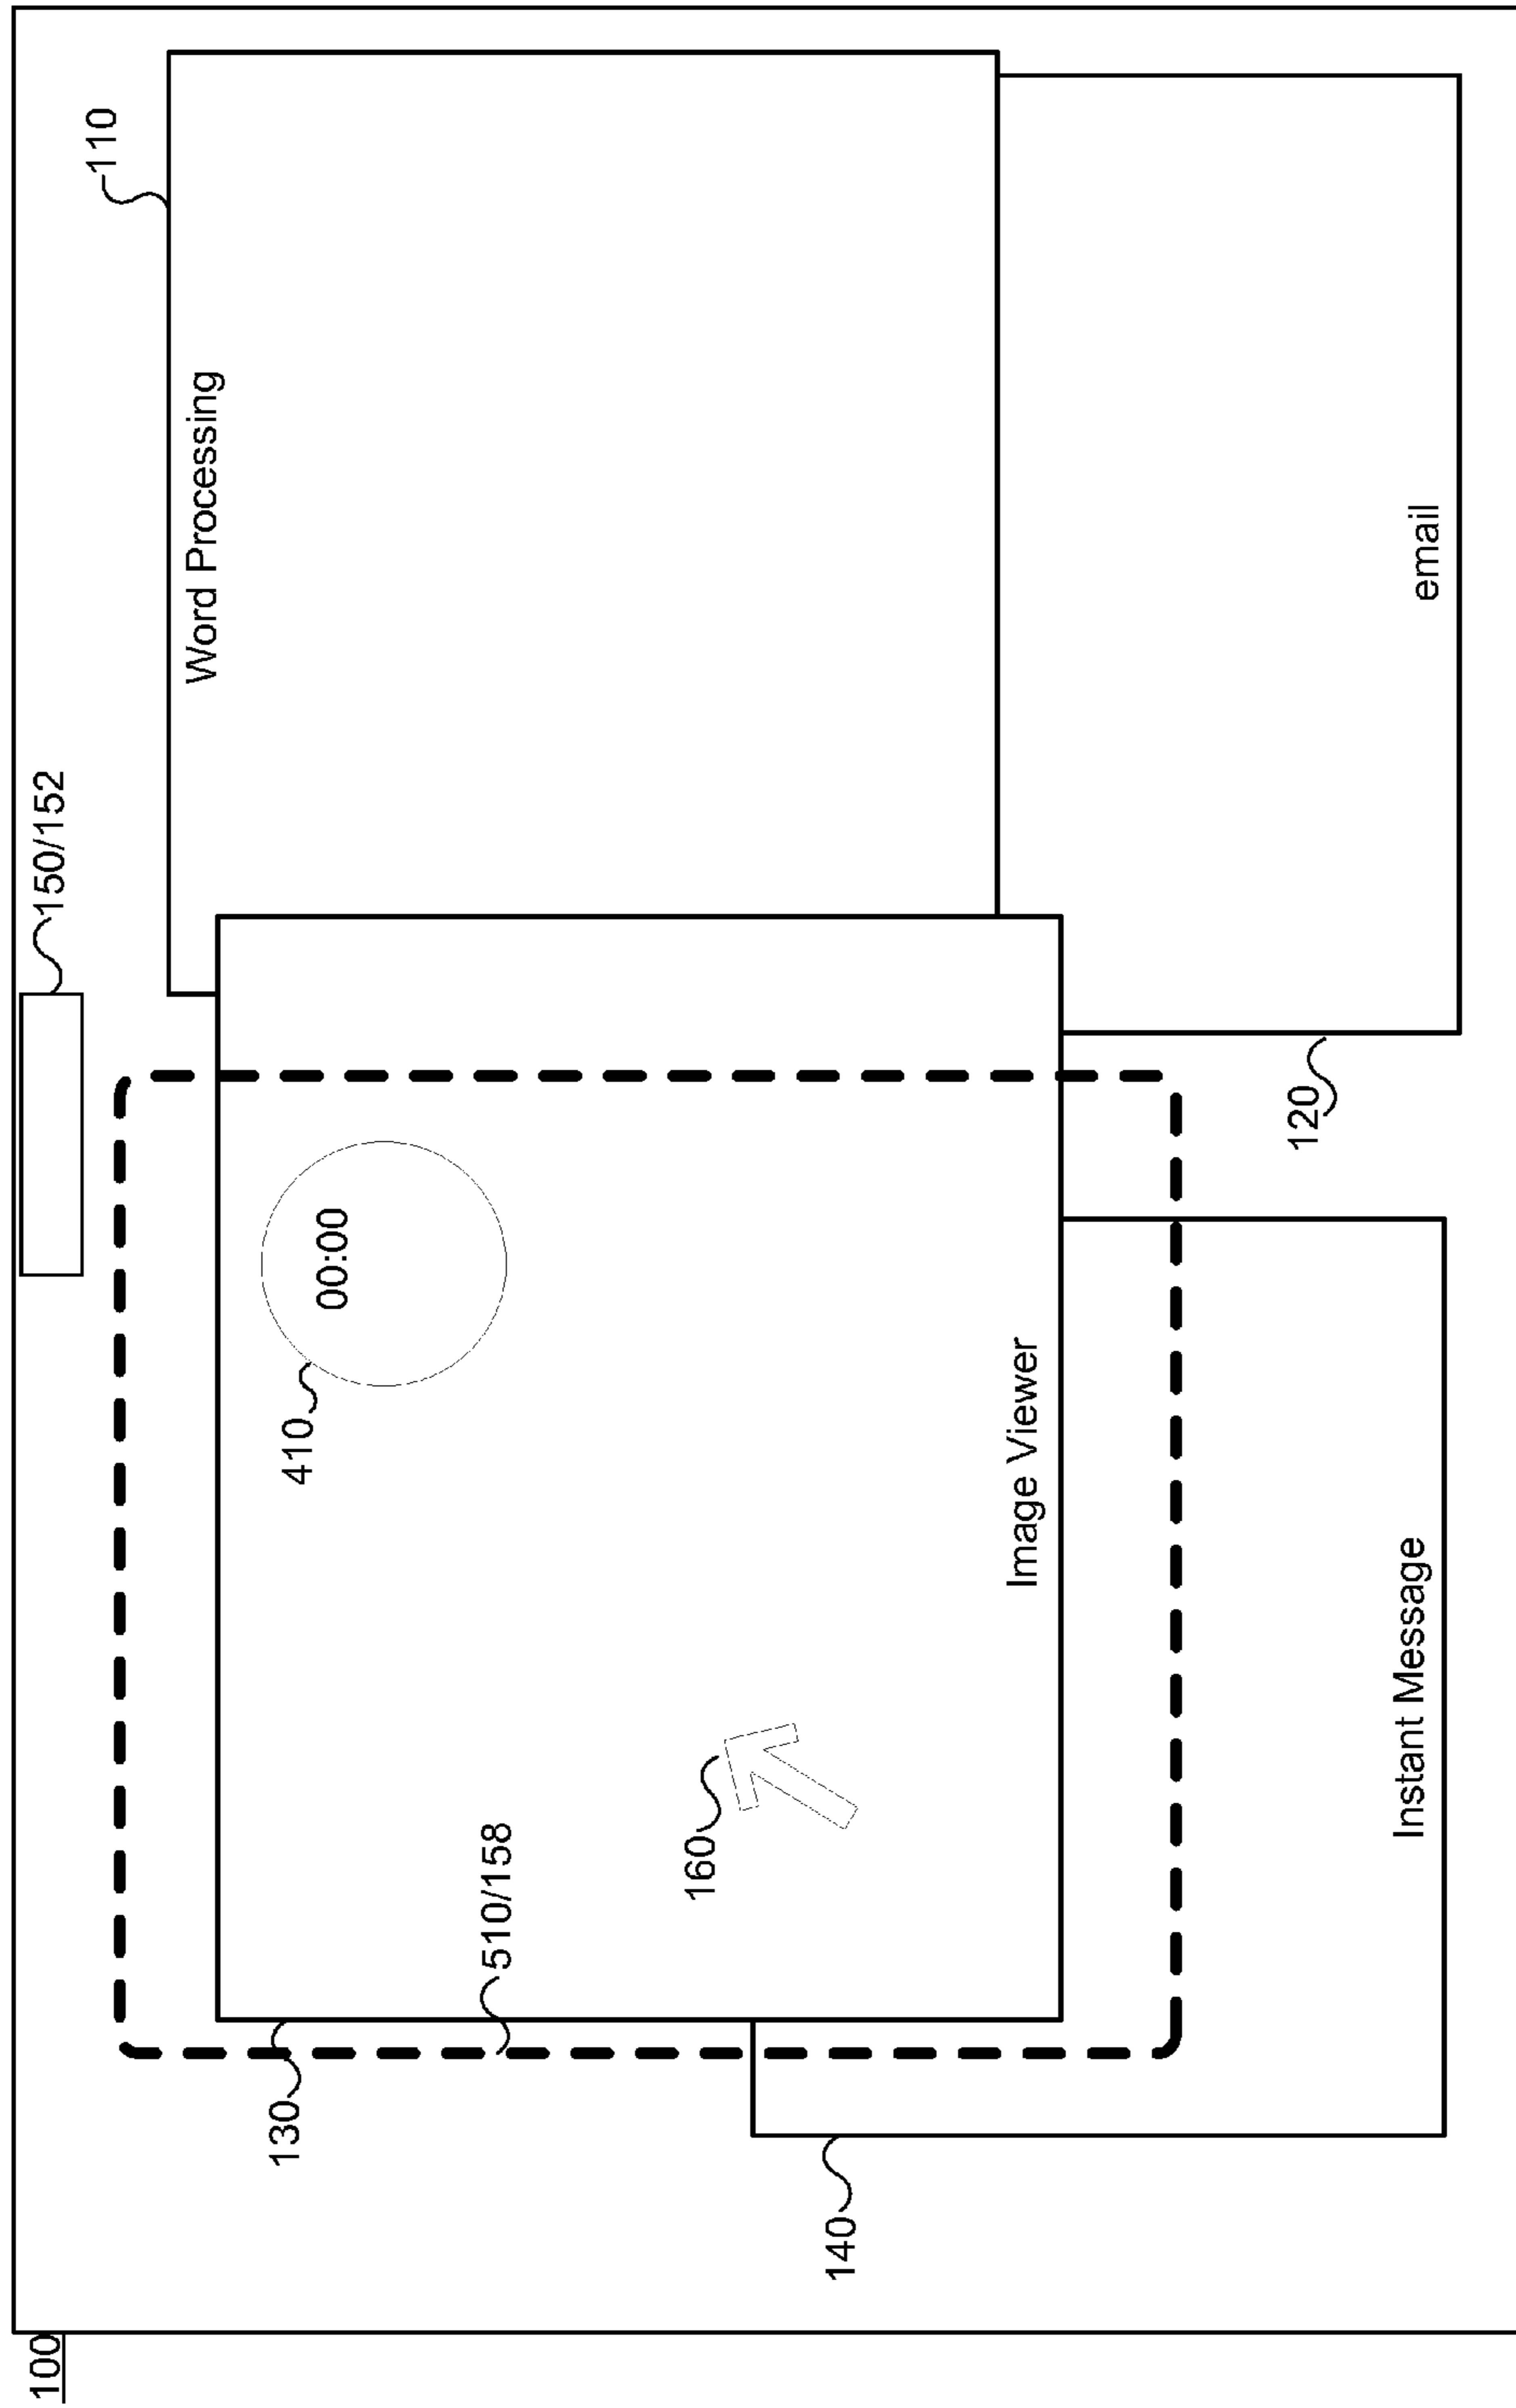 100
150/152
110
Word Processing
130
410
00:00
510/158
160
Image Viewer
140
120
Instant Message
email